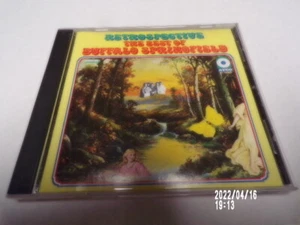 RETROSPECTIVE
THE BEST OF
BUFFALO SPRINGFIELD
2022/04/16
19:13